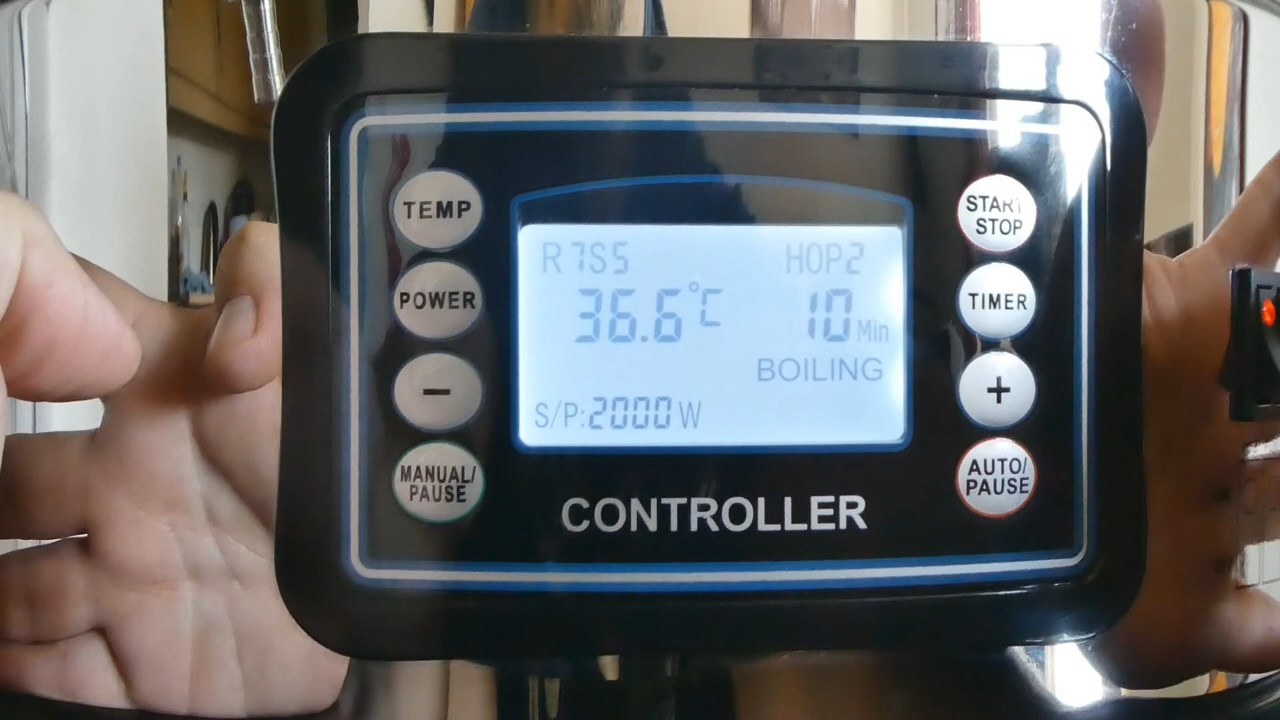 TEMP
POWER
-
MANUAL/
PAUSE
R7S5 HOP2
36.6°C 10 Min
BOILING
S/P:2000 W
START
STOP
TIMER
+
AUTO/
PAUSE
CONTROLLER